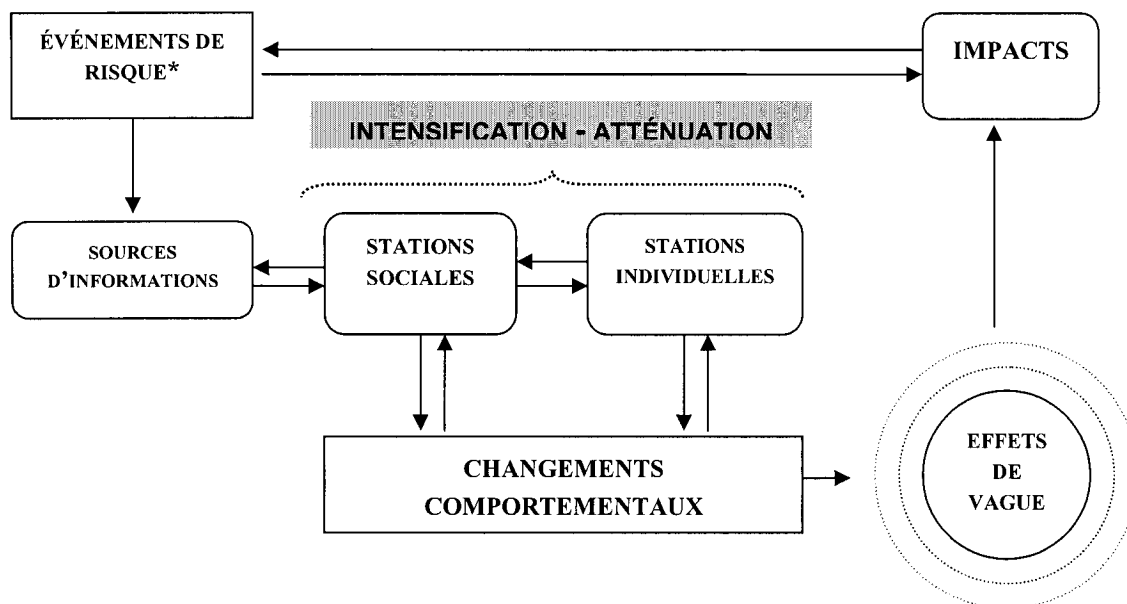 ÉVÉNEMENTS DE
RISQUE*
IMPACTS
INTENSIFICATION - ATTÉNUATION
SOURCES
D'INFORMATIONS
STATIONS
SOCIALES
STATIONS
INDIVIDUELLES
CHANGEMENTS
COMPORTEMENTAUX
EFFETS
DE
VAGUE